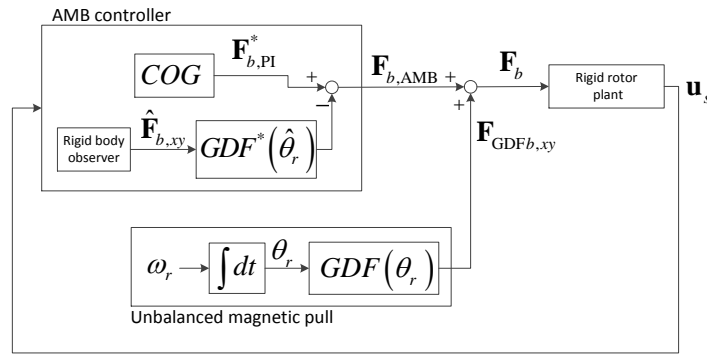 AMB controller
F*b,PI
COG
+
−
Fb,AMB
+
+
Fb
Rigid rotor
plant
us
F̂b,xy
Rigid body
observer
GDF*(θ̂r)
FGDFb,xy
ωr
∫dt
θr
GDF(θr)
Unbalanced magnetic pull